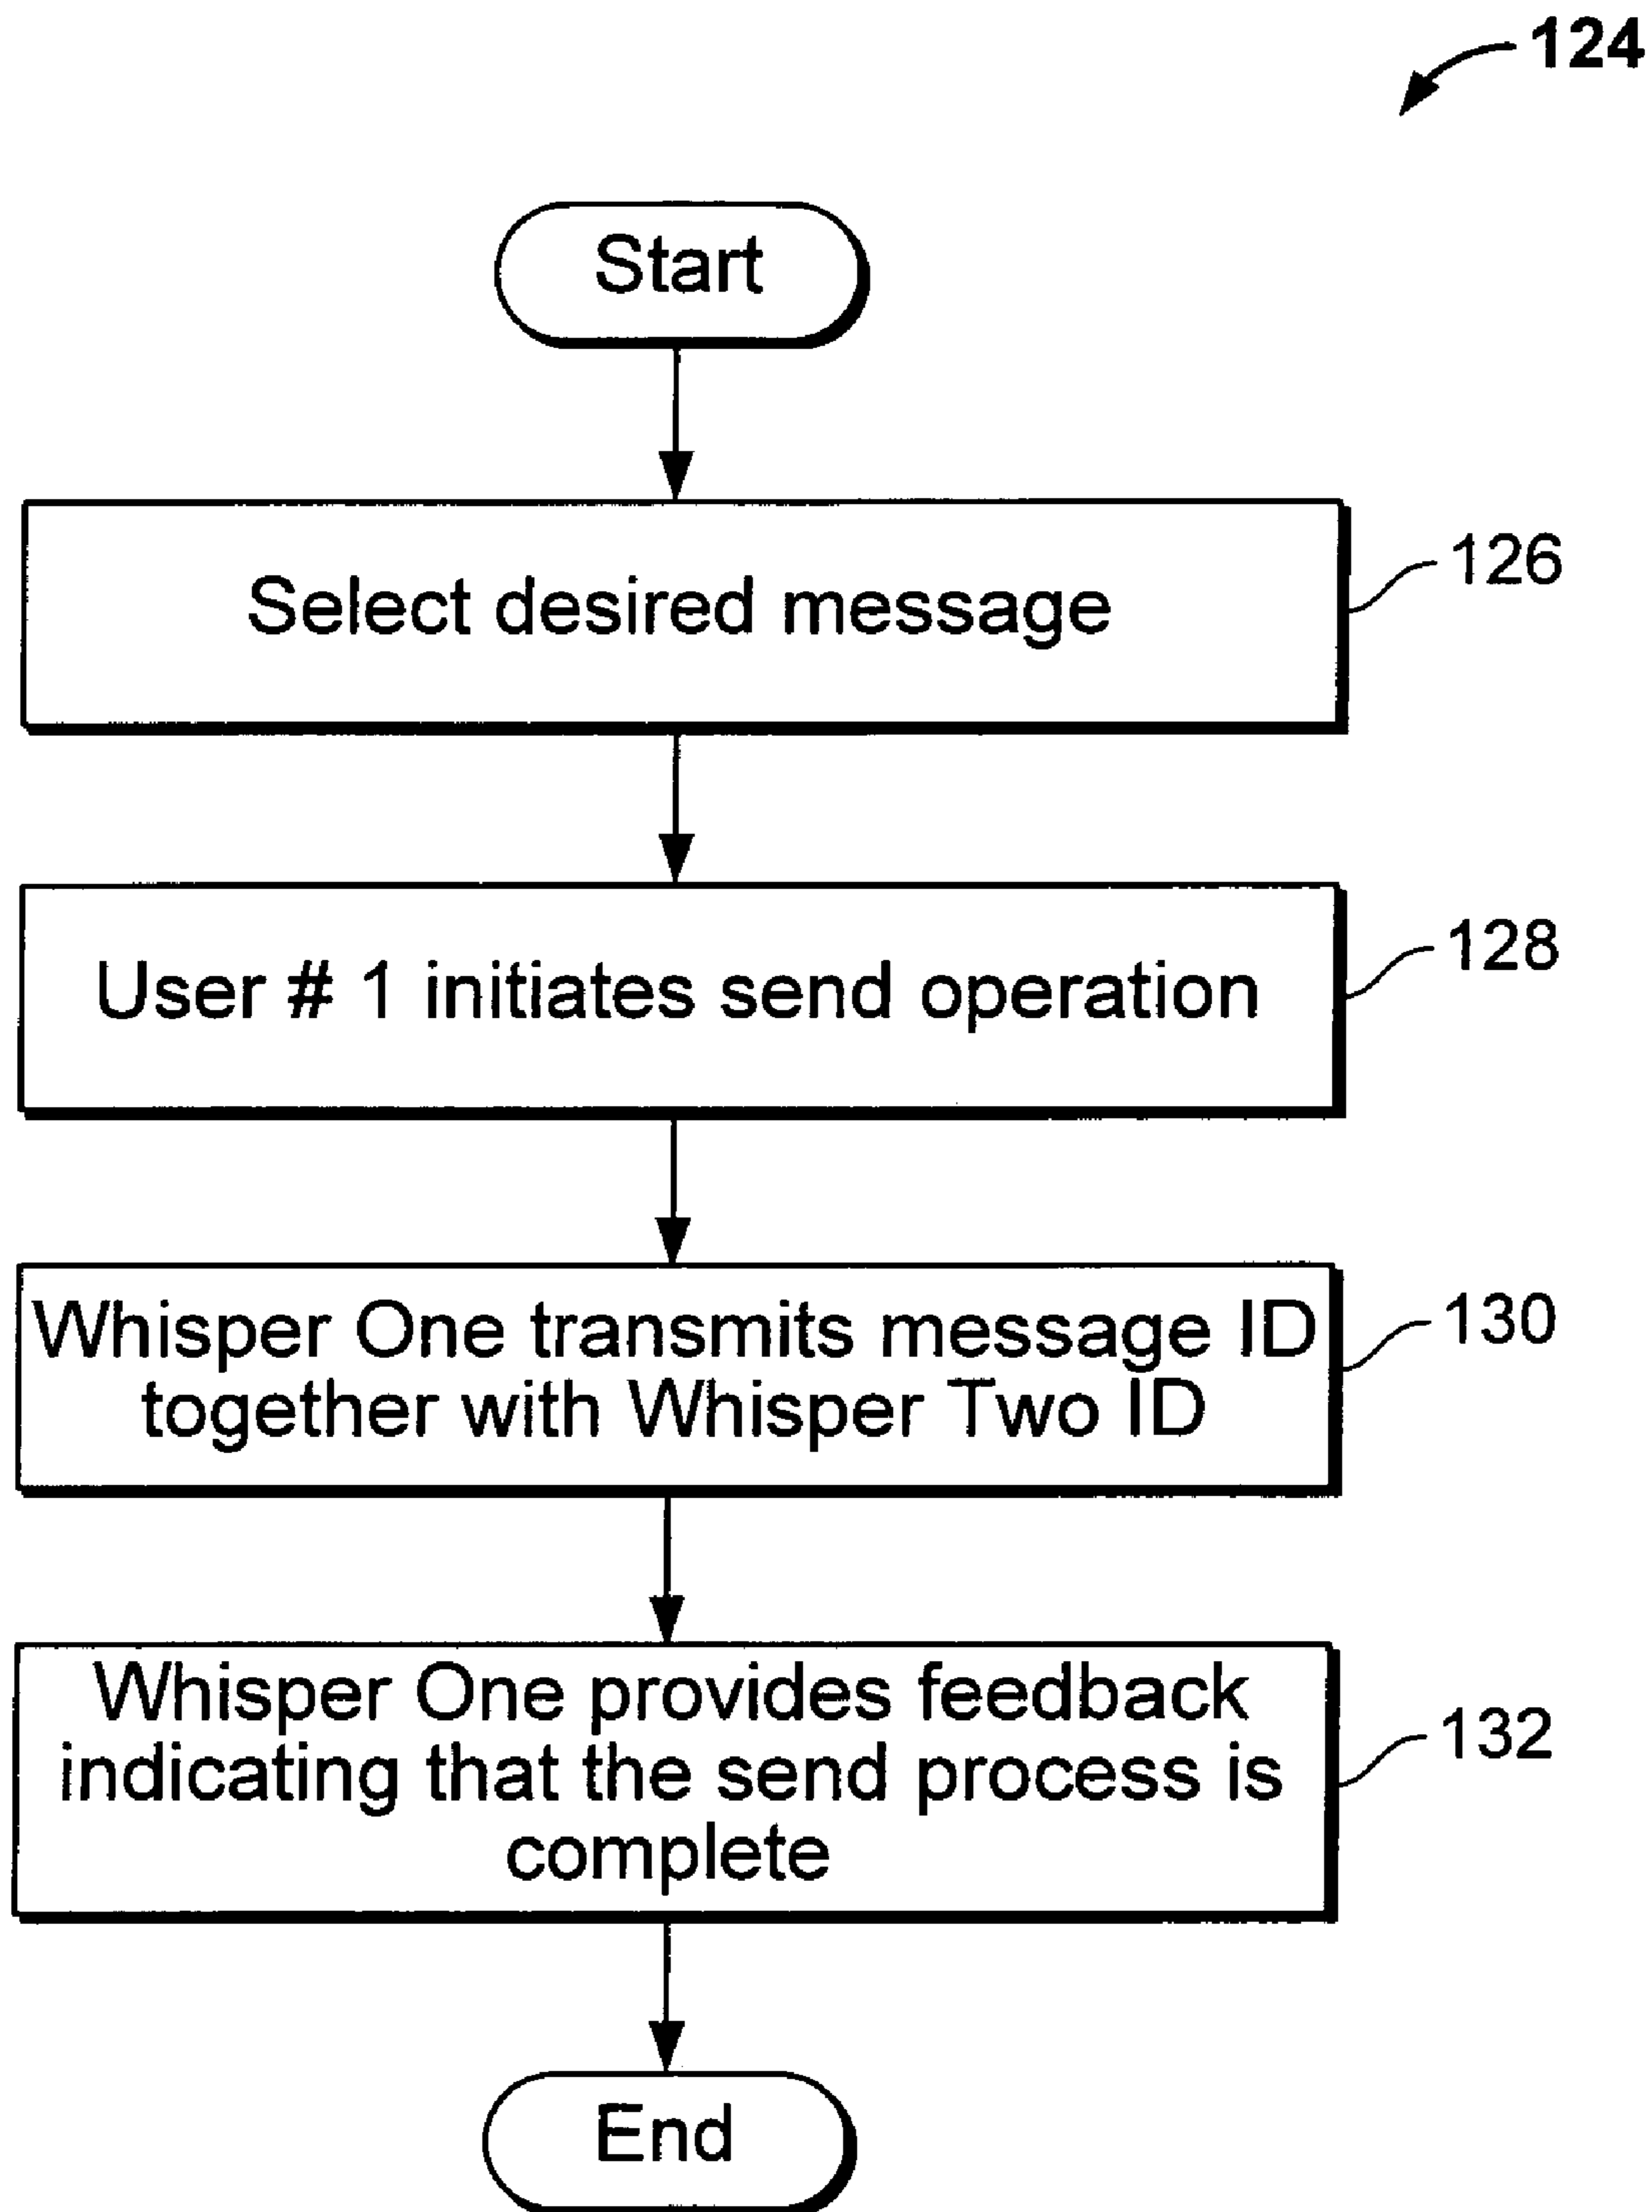 124
Start
Select desired message
126
User # 1 initiates send operation
128
Whisper One transmits message ID
together with Whisper Two ID
130
Whisper One provides feedback
indicating that the send process is
complete
132
End